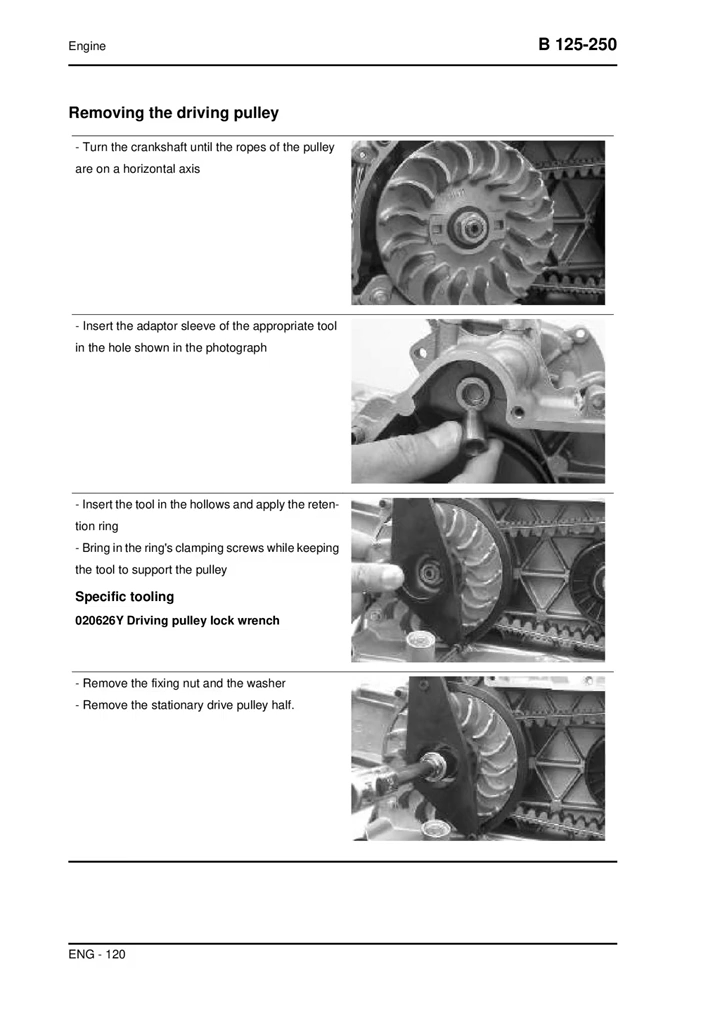 Engine
B 125-250
Removing the driving pulley
- Turn the crankshaft until the ropes of the pulley
are on a horizontal axis
- Insert the adaptor sleeve of the appropriate tool
in the hole shown in the photograph
- Insert the tool in the hollows and apply the reten-
tion ring
- Bring in the ring's clamping screws while keeping
the tool to support the pulley
Specific tooling
020626Y Driving pulley lock wrench
- Remove the fixing nut and the washer
- Remove the stationary drive pulley half.
ENG - 120